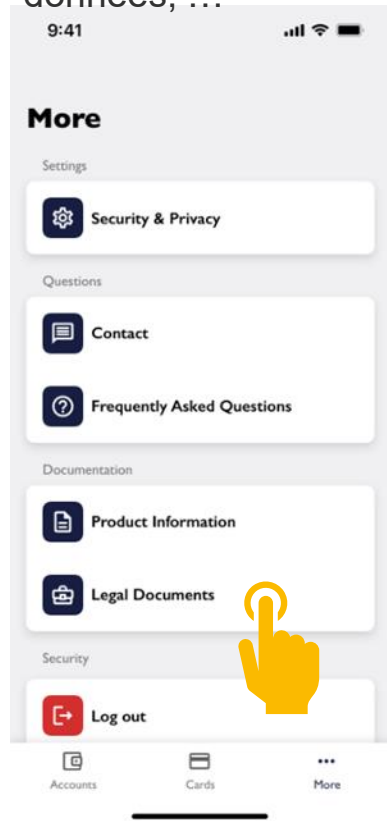 données, ...
9:41
More
Settings
Security & Privacy
Questions
Contact
Frequently Asked Questions
Documentation
Product Information
Legal Documents
Security
Log out
Accounts Cards More